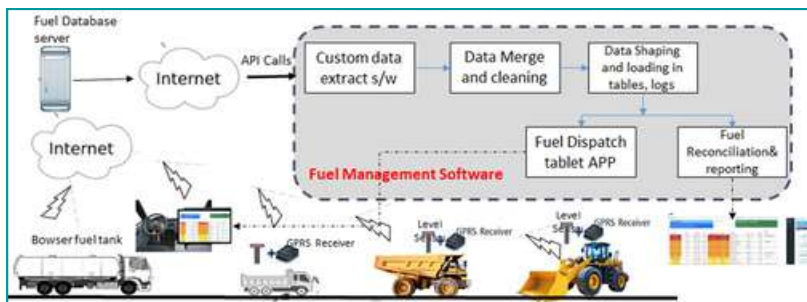 Fuel Database
server
Internet
API Calls
Custom data
extract s/w
Data Merge
and cleaning
Data Shaping
and loading in
tables, logs
Internet
Fuel Dispatch
tablet APP
Fuel
Reconciliation&
reporting
Fuel Management Software
Bowser fuel tank
GPRS Receiver
Level
GPRS Receiver
Level
GPRS Receiver